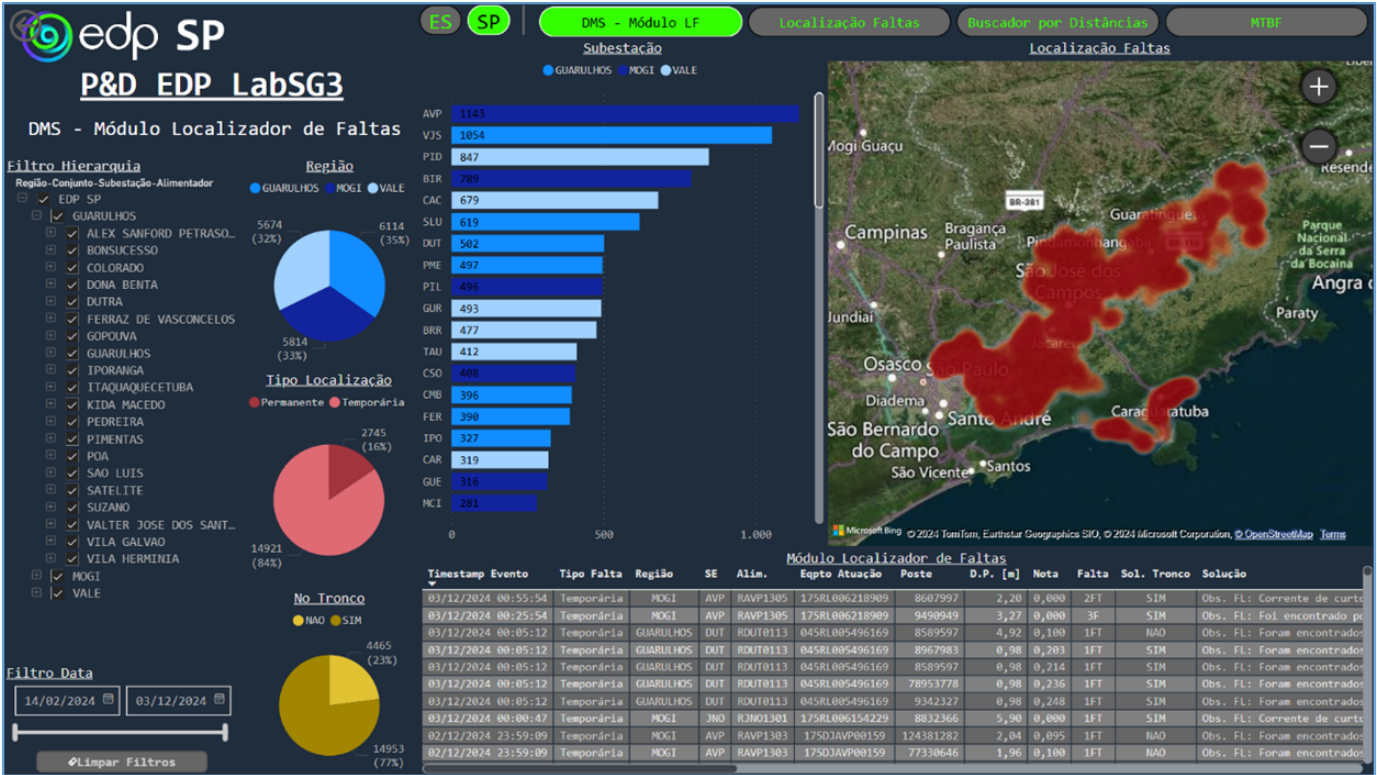 edp SP
P&D EDP LabSG3
DMS - Módulo Localizador de Faltas
ES SP DMS - Módulo LF Localização Faltas Buscador por Distâncias MTBF
Filtro Hierarquia
Região-Conjunto-Subestação-Alimentador
EDP SP
GUARULHOS
ALEX SANFORD PETRASO...
BONSUCESSO
COLORADO
DONA BENTA
DUTRA
FERRAZ DE VASCONCELOS
GOPOUVA
GUARULHOS
IPORANGA
ITAQUAQUECETUBA
KIDA MACEDO
PEDREIRA
PIMENTAS
POA
SAO LUIS
SATELITE
SUZANO
VALTER JOSE DOS SANT...
VILA GALVAO
VILA HERMINIA
MOGI
VALE
Filtro Data
14/02/2024 03/12/2024
Limpar Filtros
Região
GUARULHOS MOGI VALE
5674
(32%)
6114
(35%)
5814
(33%)
Tipo Localização
Permanente Temporária
2745
(16%)
14921
(84%)
No Tronco
NAO SIM
4465
(23%)
14953
(77%)
Subestação
GUARULHOS MOGI VALE
AVP 1143
VJS 1054
PID 847
BIR 789
CAC 679
SLU 619
DUT 502
PME 497
PIL 496
GUR 493
BRR 477
TAU 412
CSO 408
CMB 396
FER 390
IPO 327
CAR 319
GUE 316
MCI 281
0 500 1.000
Localização Faltas
Mogi Guaçu
Resende
BR-381
Guaratinguetá
Campinas
Bragança
Paulista
Pindamonhangaba
Parque
Nacional
da Serra
da Bocaina
São José dos
Campos
Angra
Jundiaí
Paraty
Jacareí
Osasco São Paulo
Diadema
Santo André
Caraguatatuba
São Bernardo
do Campo
São Vicente
Santos
Microsoft Bing © 2024 TomTom, Earthstar Geographics SIO, © 2024 Microsoft Corporation, © OpenStreetMap Terms
Módulo Localizador de Faltas
Timestamp Evento Tipo Falta Região SE Alim. Eqpto Atuação Poste D.P. [m] Nota Falta Sol. Tronco Solução
03/12/2024 00:55:54 Temporária MOGI AVP RAVP1305 175RL006218909 8607997 2,20 0,000 2FT SIM Obs. FL: Corrente de curto
03/12/2024 00:25:54 Temporária MOGI AVP RAVP1305 175RL006218909 9490949 3,27 0,000 3F SIM Obs. FL: Foi encontrado po
03/12/2024 00:05:12 Temporária GUARULHOS DUT RDUT0113 045RL005496169 8589597 4,92 0,100 1FT NAO Obs. FL: Foram encontrados
03/12/2024 00:05:12 Temporária GUARULHOS DUT RDUT0113 045RL005496169 8967983 0,98 0,203 1FT SIM Obs. FL: Foram encontrados
03/12/2024 00:05:12 Temporária GUARULHOS DUT RDUT0113 045RL005496169 8589597 0,98 0,214 1FT SIM Obs. FL: Foram encontrados
03/12/2024 00:05:12 Temporária GUARULHOS DUT RDUT0113 045RL005496169 78953778 0,98 0,236 1FT SIM Obs. FL: Foram encontrados
03/12/2024 00:05:12 Temporária GUARULHOS DUT RDUT0113 045RL005496169 9342327 0,98 0,248 1FT SIM Obs. FL: Foram encontrados
03/12/2024 00:00:47 Temporária MOGI JNO RJNO1301 175RL006154229 8832366 5,90 0,000 1FT SIM Obs. FL: Corrente de curto
02/12/2024 23:59:09 Temporária MOGI AVP RAVP1303 175DJAVP00159 124381282 2,04 0,095 1FT NAO Obs. FL: Foram encontrados
02/12/2024 23:59:09 Temporária MOGI AVP RAVP1303 175DJAVP00159 77330646 1,96 0,100 1FT NAO Obs. FL: Foram encontrados